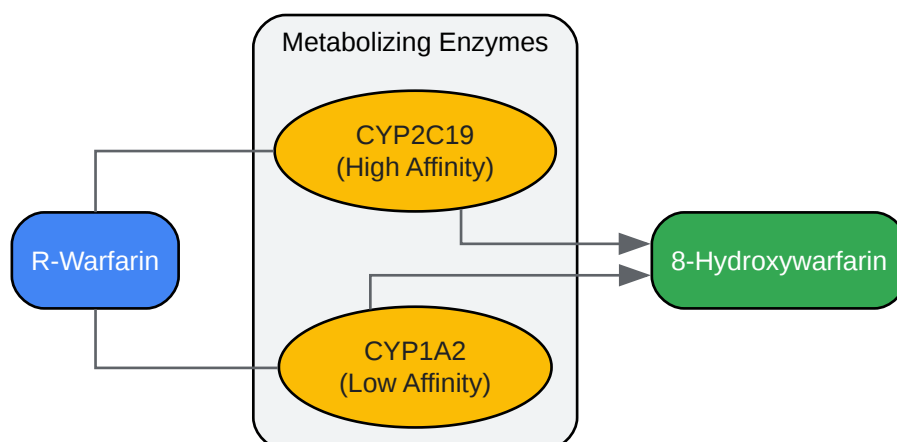 Metabolizing Enzymes
CYP2C19
(High Affinity)
R-Warfarin
8-Hydroxywarfarin
CYP1A2
(Low Affinity)